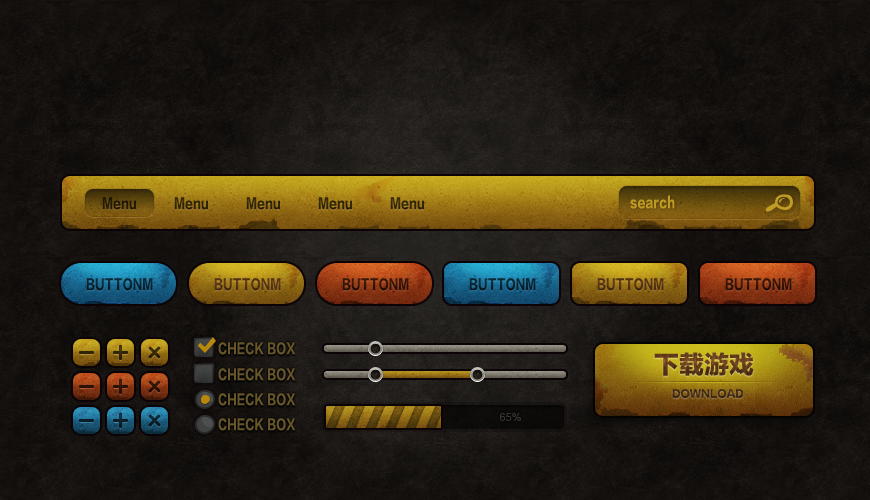 Menu Menu Menu Menu Menu search
BUTTONM BUTTONM BUTTONM BUTTONM BUTTONM BUTTONM
CHECK BOX
CHECK BOX
CHECK BOX
CHECK BOX
65%
下载游戏
DOWNLOAD